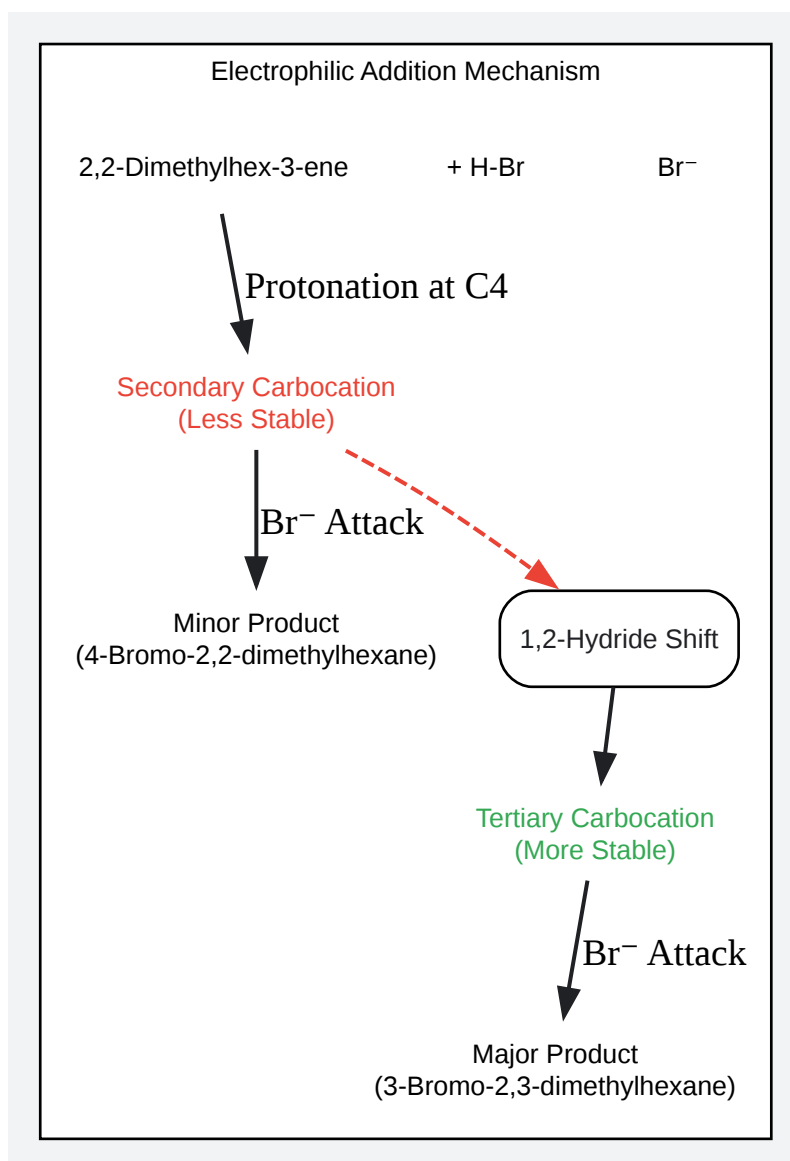 Electrophilic Addition Mechanism
2,2-Dimethylhex-3-ene + H-Br Br⁻
Protonation at C4
Secondary Carbocation
(Less Stable)
Br⁻ Attack
Minor Product
(4-Bromo-2,2-dimethylhexane)
1,2-Hydride Shift
Tertiary Carbocation
(More Stable)
Br⁻ Attack
Major Product
(3-Bromo-2,3-dimethylhexane)